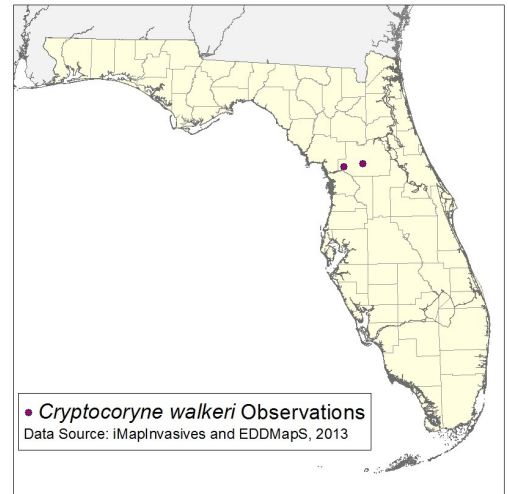 Cryptocoryne walkeri Observations
Data Source: iMapInvasives and EDDMapS, 2013